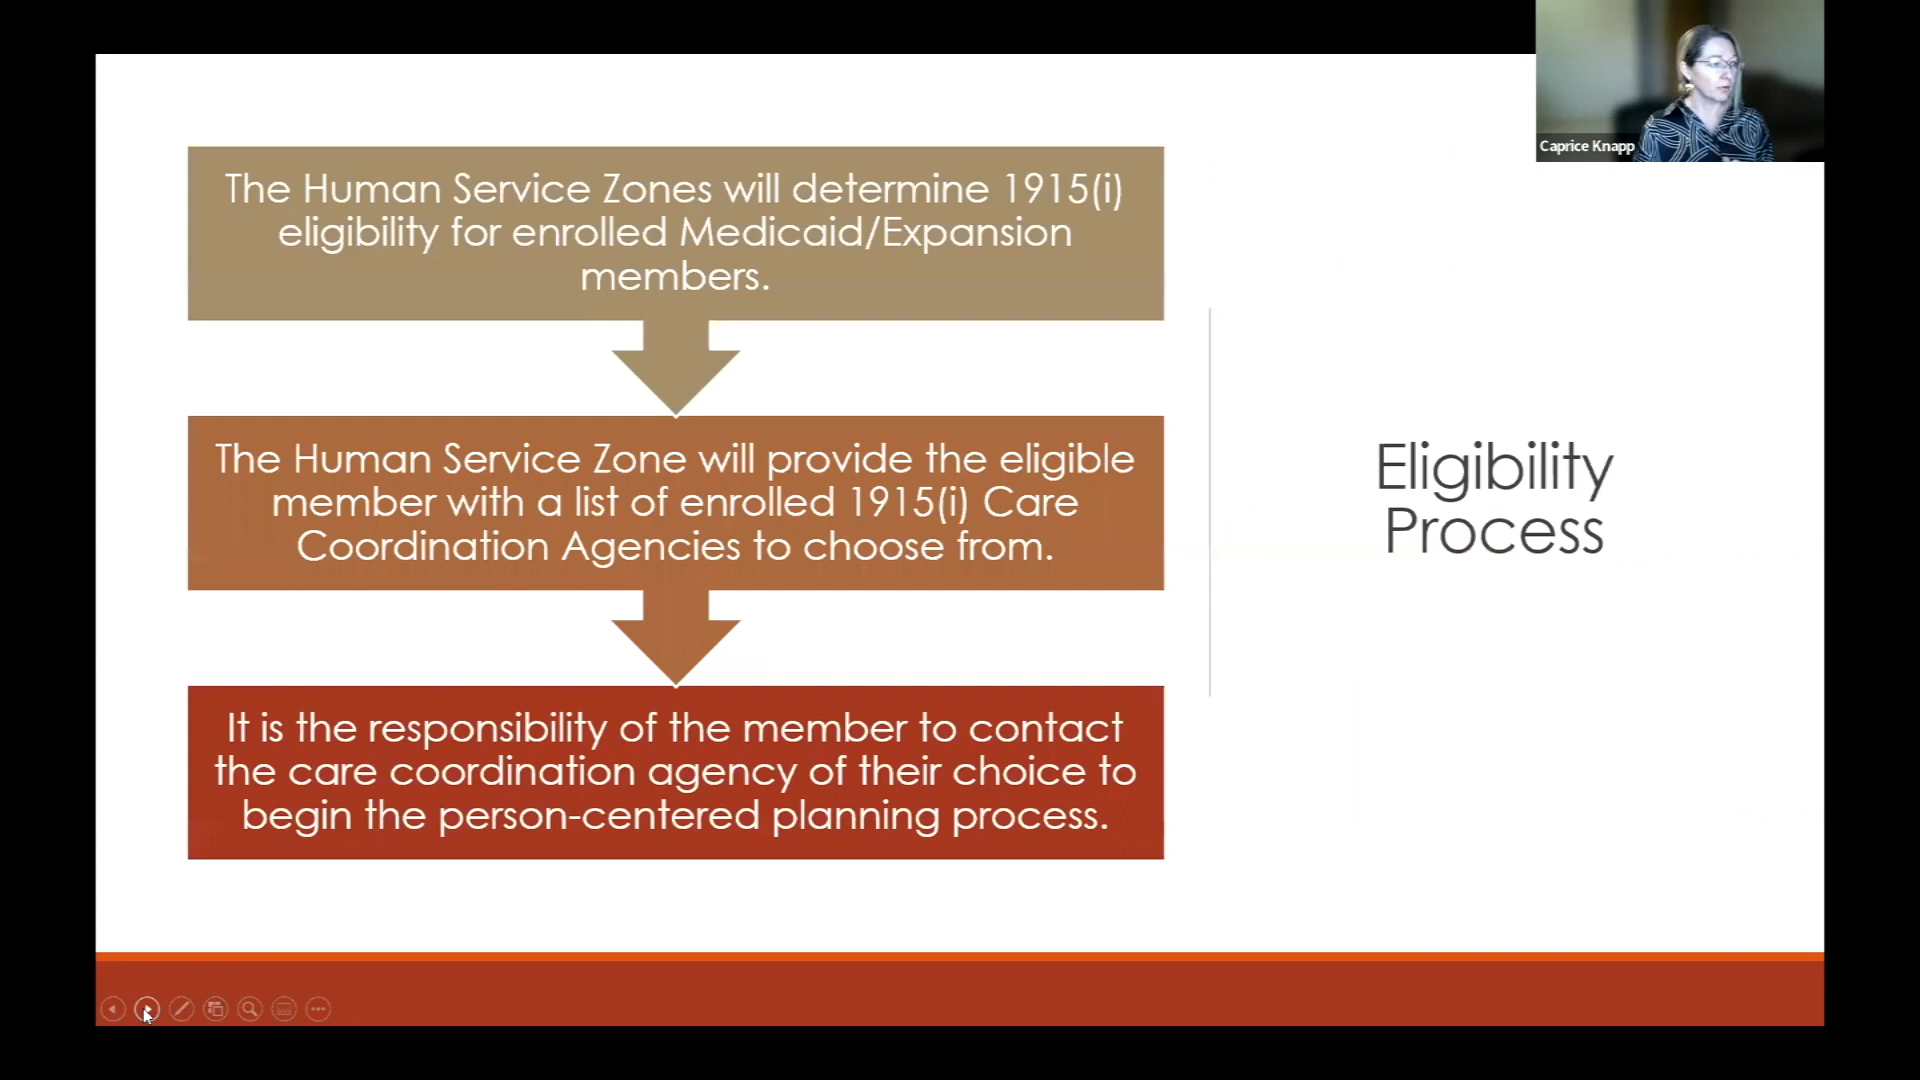 Caprice Knapp
The Human Service Zones will determine 1915(i)
eligibility for enrolled Medicaid/Expansion
members.
The Human Service Zone will provide the eligible
member with a list of enrolled 1915(i) Care
Coordination Agencies to choose from.
It is the responsibility of the member to contact
the care coordination agency of their choice to
begin the person-centered planning process.
Eligibility
Process